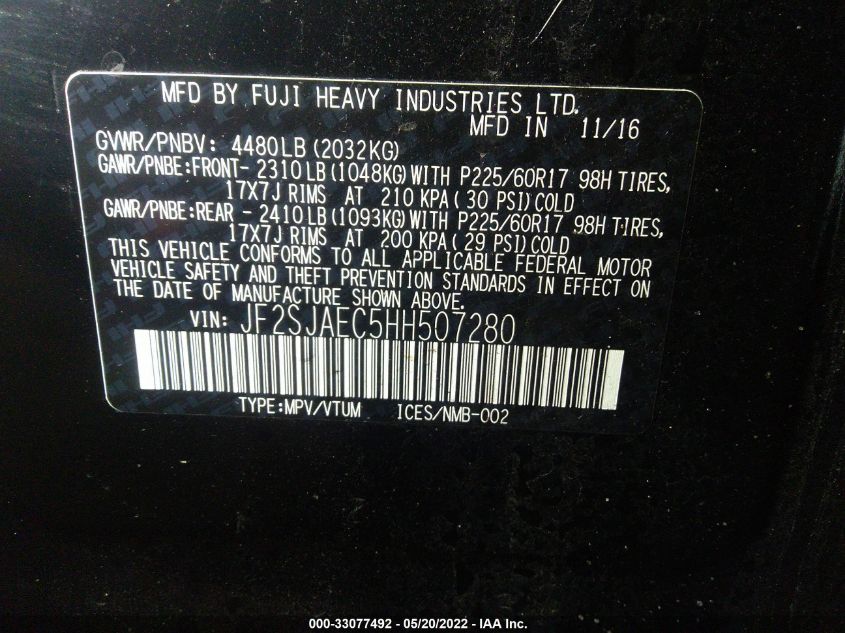 MFD BY FUJI HEAVY INDUSTRIES LTD.
MFD IN 11/16
GVWR/PNBV: 4480LB(2032KG)
GAWR/PNBE:FRONT- 2310LB(1048KG)WITH P225/60R17 98H TIRES,
17X7J RIMS AT 210 KPA( 30 PSI)COLD
GAWR/PNBE:REAR - 2410LB(1093KG)WITH P225/60R17 98H TIRES,
17X7J RIMS AT 200 KPA( 29 PSI)COLD
THIS VEHICLE CONFORMS TO ALL APPLICABLE FEDERAL MOTOR
VEHICLE SAFETY AND THEFT PREVENTION STANDARDS IN EFFECT ON
THE DATE OF MANUFACTURE SHOWN ABOVE.
VIN: JF2SJAEC5HH507280
TYPE:MPV/VTUM ICES/NMB-002
000-33077492 - 05/20/2022 - IAA Inc.